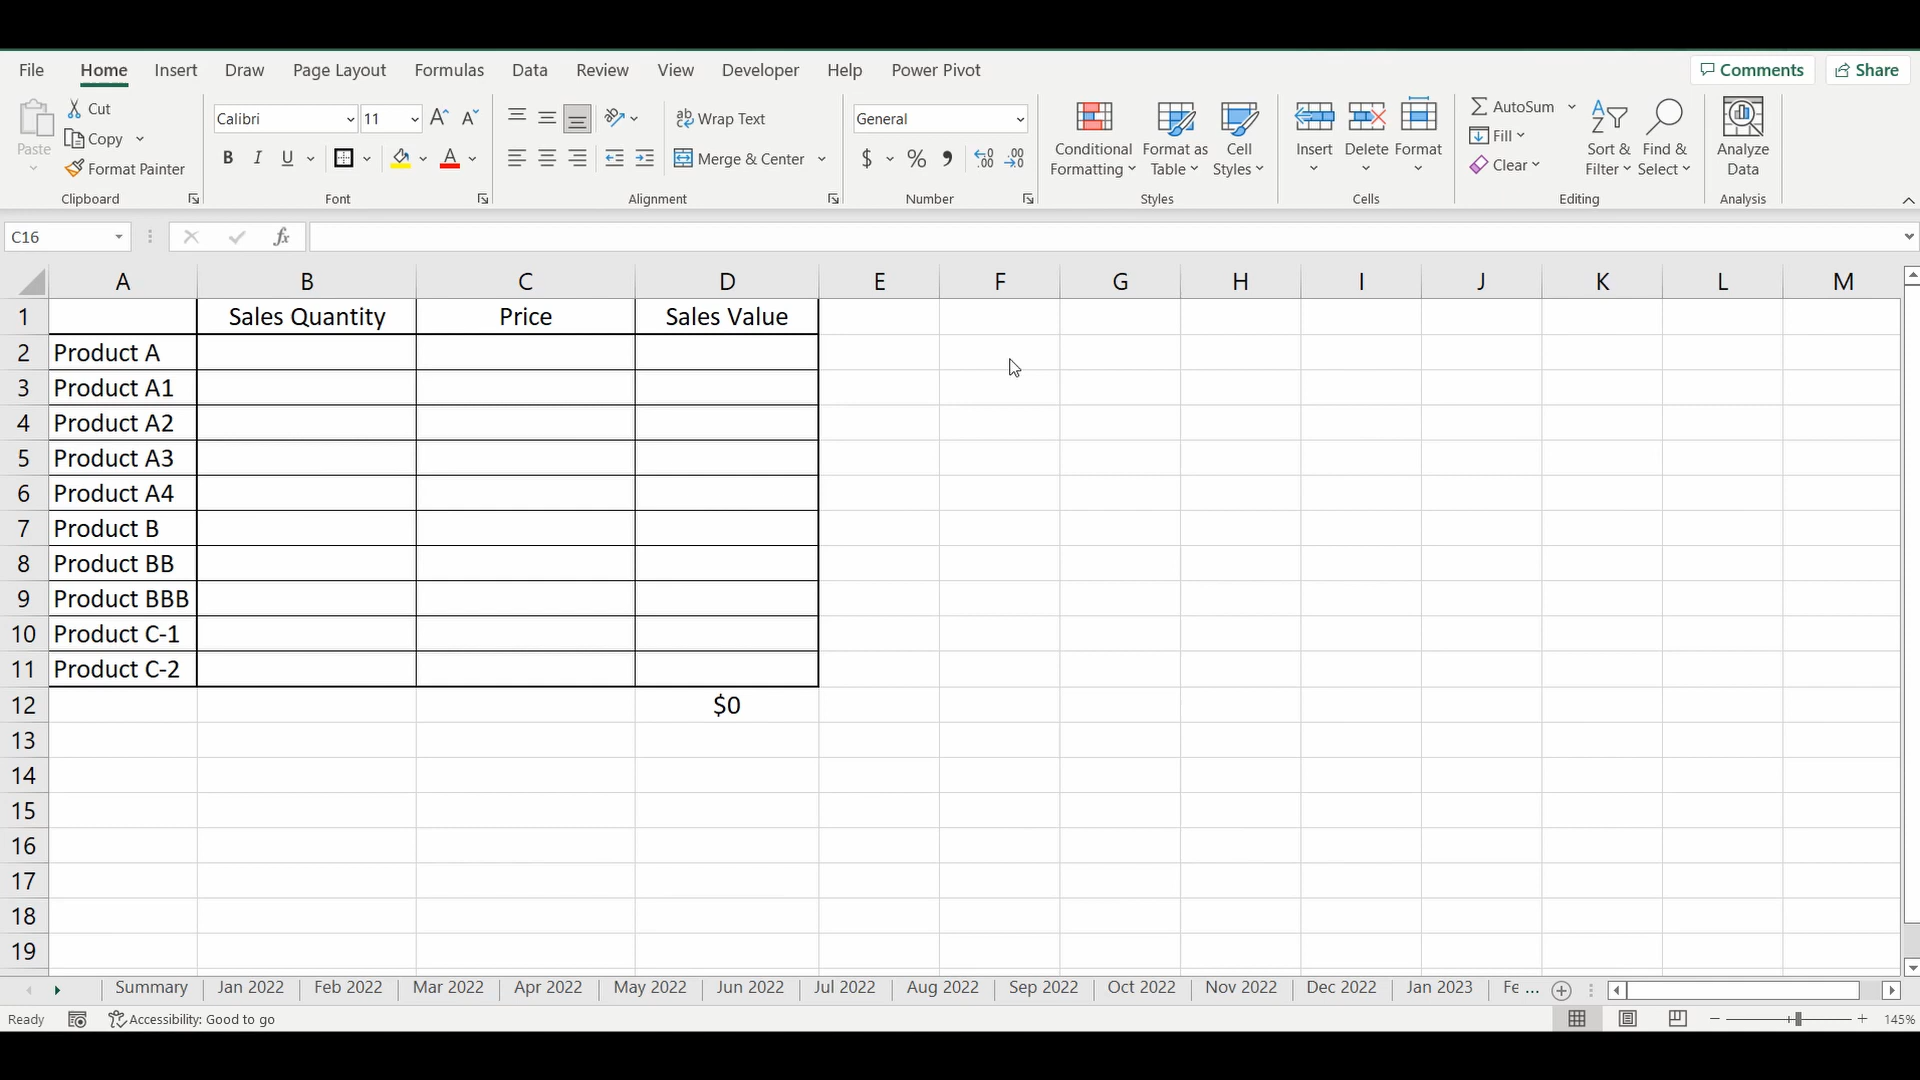 File Home Insert Draw Page Layout Formulas Data Review View Developer Help Power Pivot Comments Share
Paste Cut Copy Format Painter
Calibri 11 B I U A
ab Wrap Text
Merge & Center
General
$ % 
Conditional Formatting Format as Table Cell Styles
Insert Delete Format
AutoSum Fill Clear
Sort & Filter Find & Select
Analyze Data
Clipboard Font Alignment Number Styles Cells Editing Analysis
C16 fx
A B C D E F G H I J K L M
1 Sales Quantity Price Sales Value
2 Product A
3 Product A1
4 Product A2
5 Product A3
6 Product A4
7 Product B
8 Product BB
9 Product BBB
10 Product C-1
11 Product C-2
12 $0
13
14
15
16
17
18
19
Summary Jan 2022 Feb 2022 Mar 2022 Apr 2022 May 2022 Jun 2022 Jul 2022 Aug 2022 Sep 2022 Oct 2022 Nov 2022 Dec 2022 Jan 2023 Fe ...
Ready Accessibility: Good to go 145%